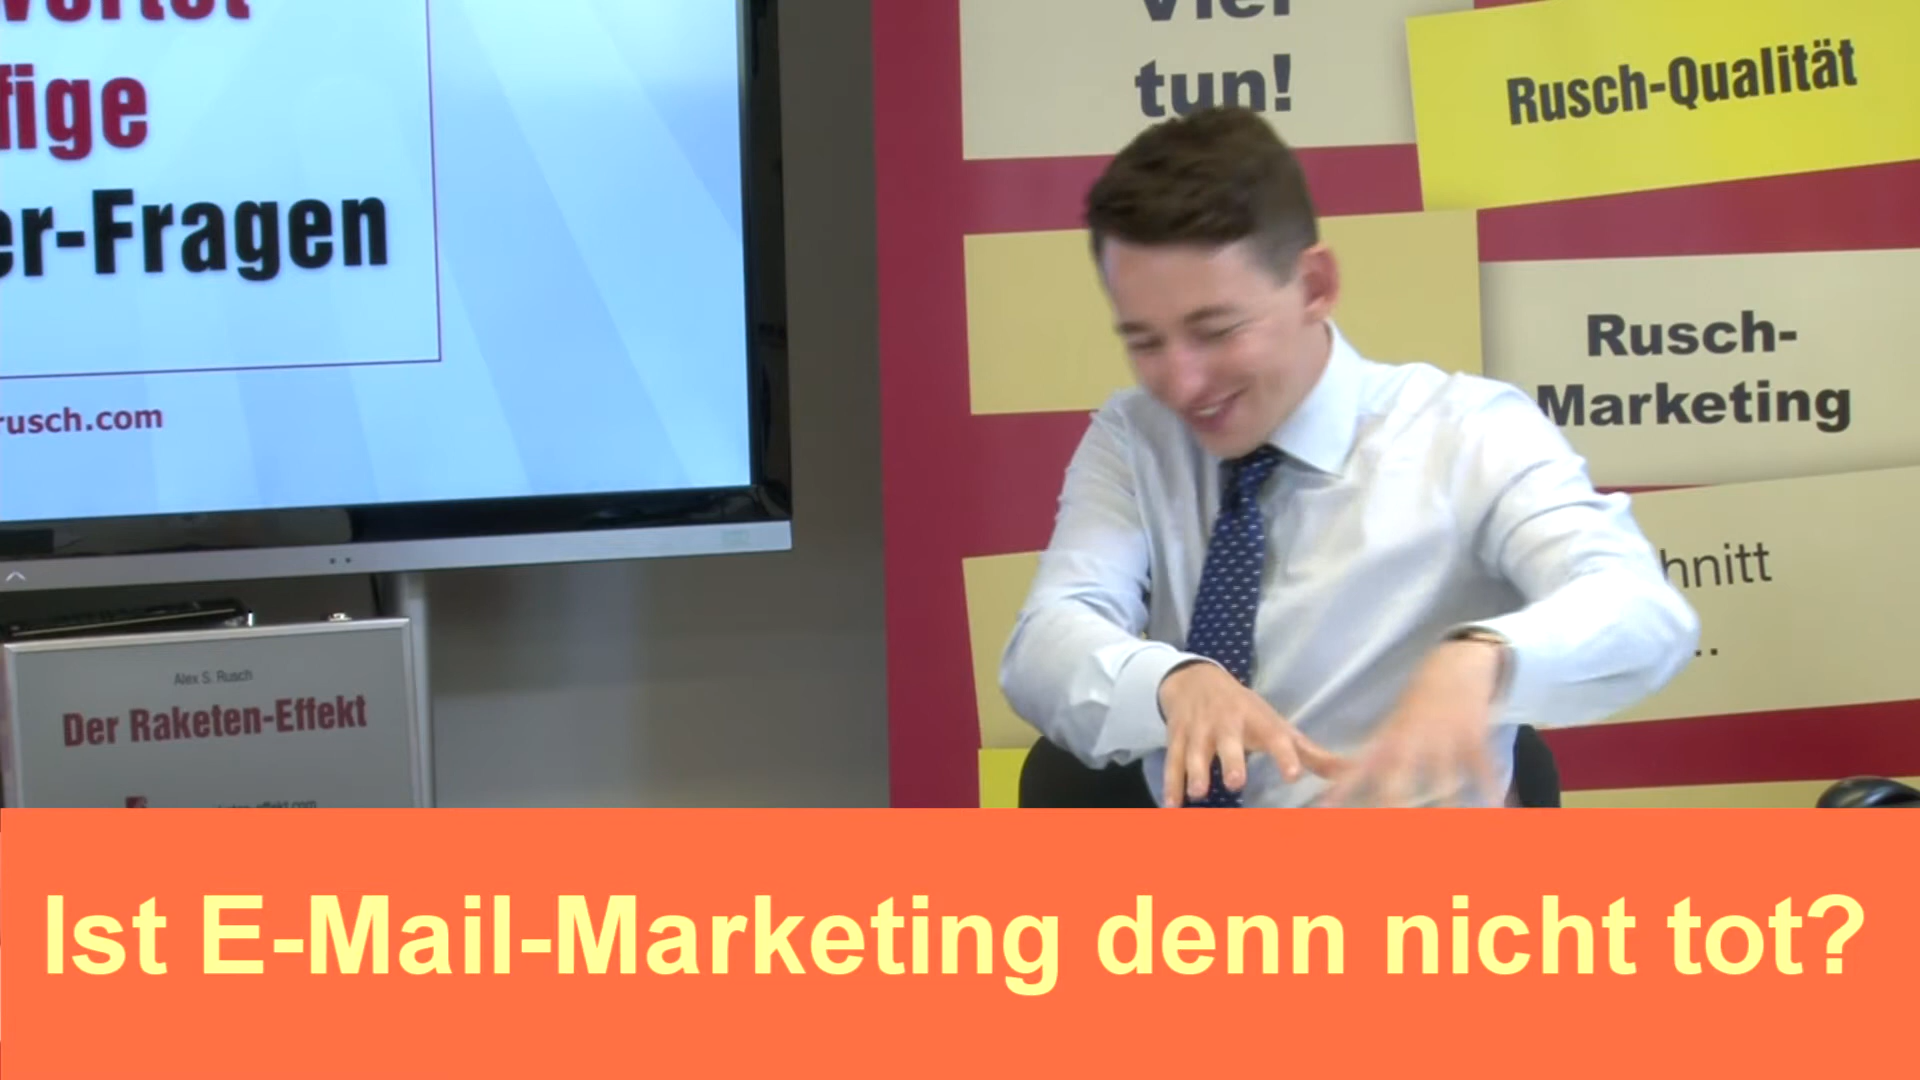 fige
er-Fragen
rusch.com
Viel
tun!
Rusch-Qualität
Rusch-
Marketing
hnitt
..
Alex S. Rusch
Der Raketen-Effekt
Ist E-Mail-Marketing denn nicht tot?